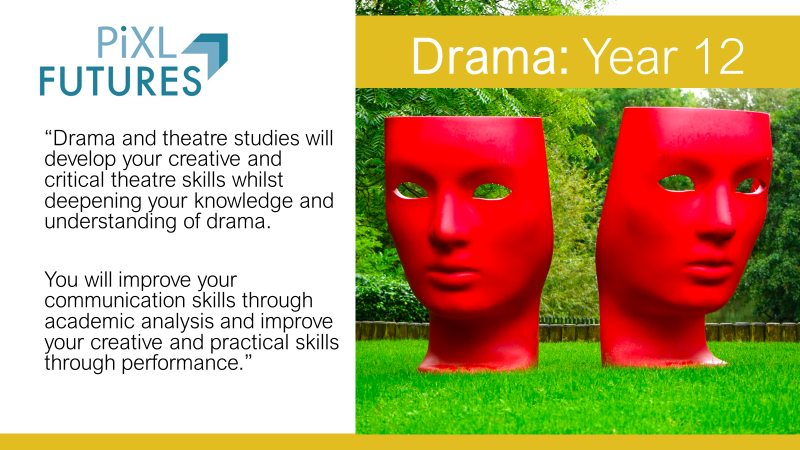 PiXL
FUTURES
Drama: Year 12
“Drama and theatre studies will
develop your creative and
critical theatre skills whilst
deepening your knowledge and
understanding of drama.
You will improve your
communication skills through
academic analysis and improve
your creative and practical skills
through performance.”